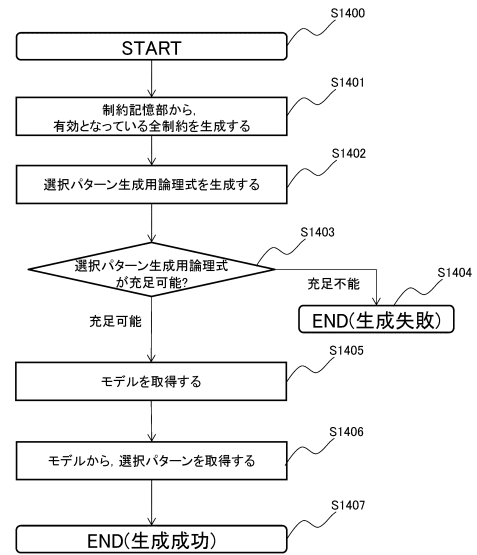 S1400
START
S1401
制約記憶部から,
有効となっている全制約を生成する
S1402
選択パターン生成用論理式を生成する
S1403
選択パターン生成用論理式
が充足可能?
充足不能
S1404
END(生成失敗)
充足可能
S1405
モデルを取得する
S1406
モデルから, 選択パターンを取得する
S1407
END(生成成功)